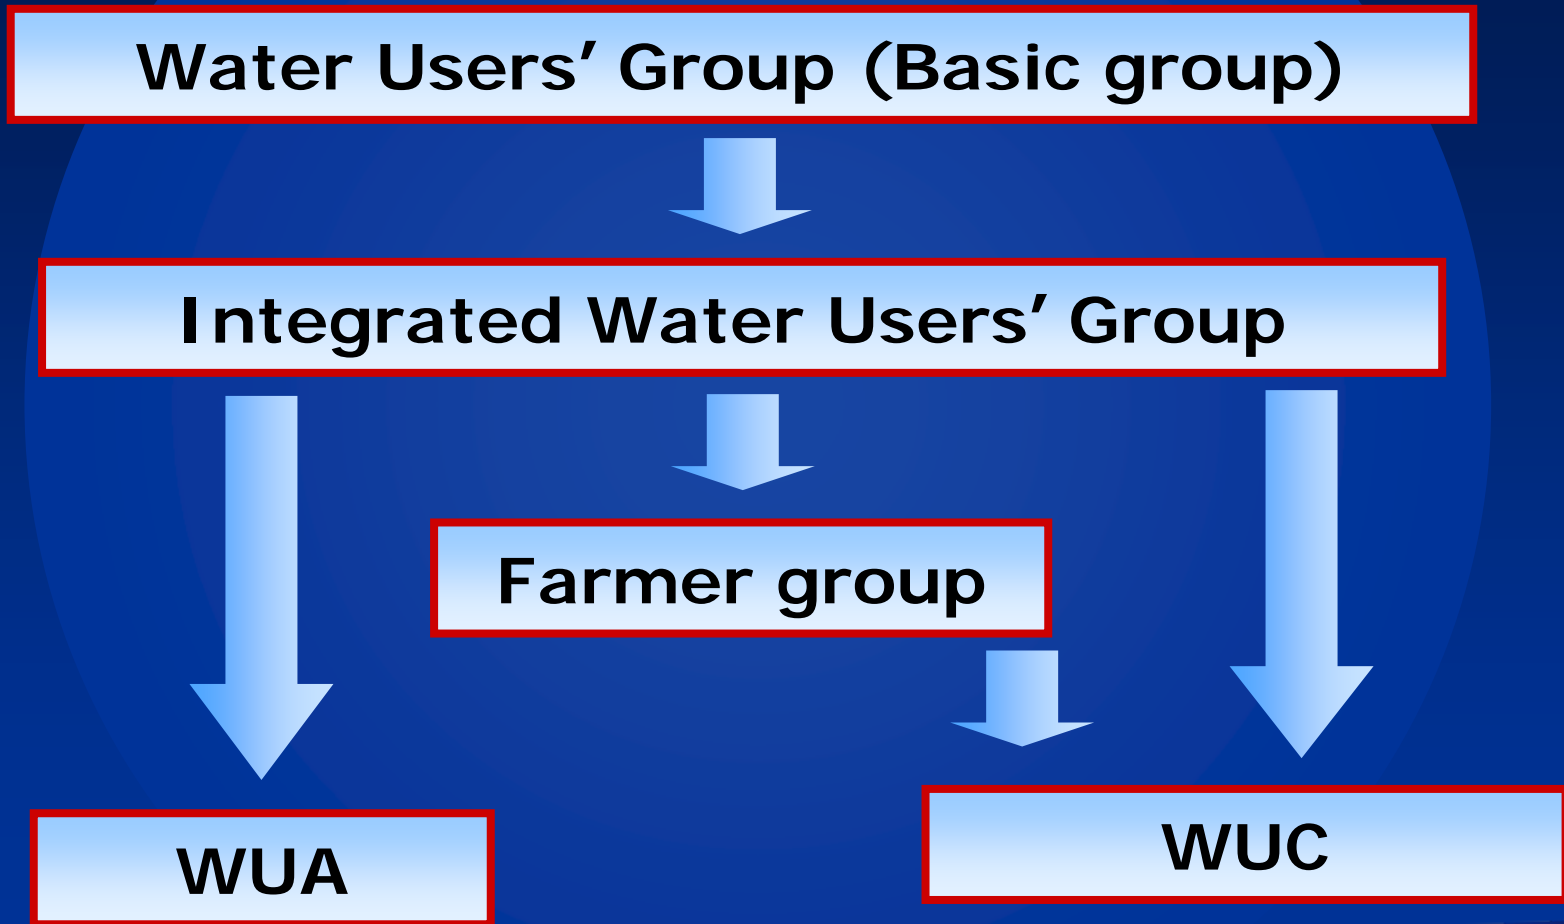 Water Users’ Group (Basic group)
Integrated Water Users’ Group
Farmer group
WUA
WUC